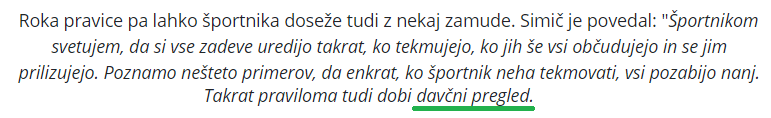 Roka pravice pa lahko športnika doseže tudi z nekaj zamude. Simič je povedal: "Športnikom
svetujem, da si vse zadeve uredijo takrat, ko tekmujejo, ko jih še vsi občudujejo in se jim
prilizujejo. Poznamo nešteto primerov, da enkrat, ko športnik neha tekmovati, vsi pozabijo nanj.
Takrat praviloma tudi dobi davčni pregled.